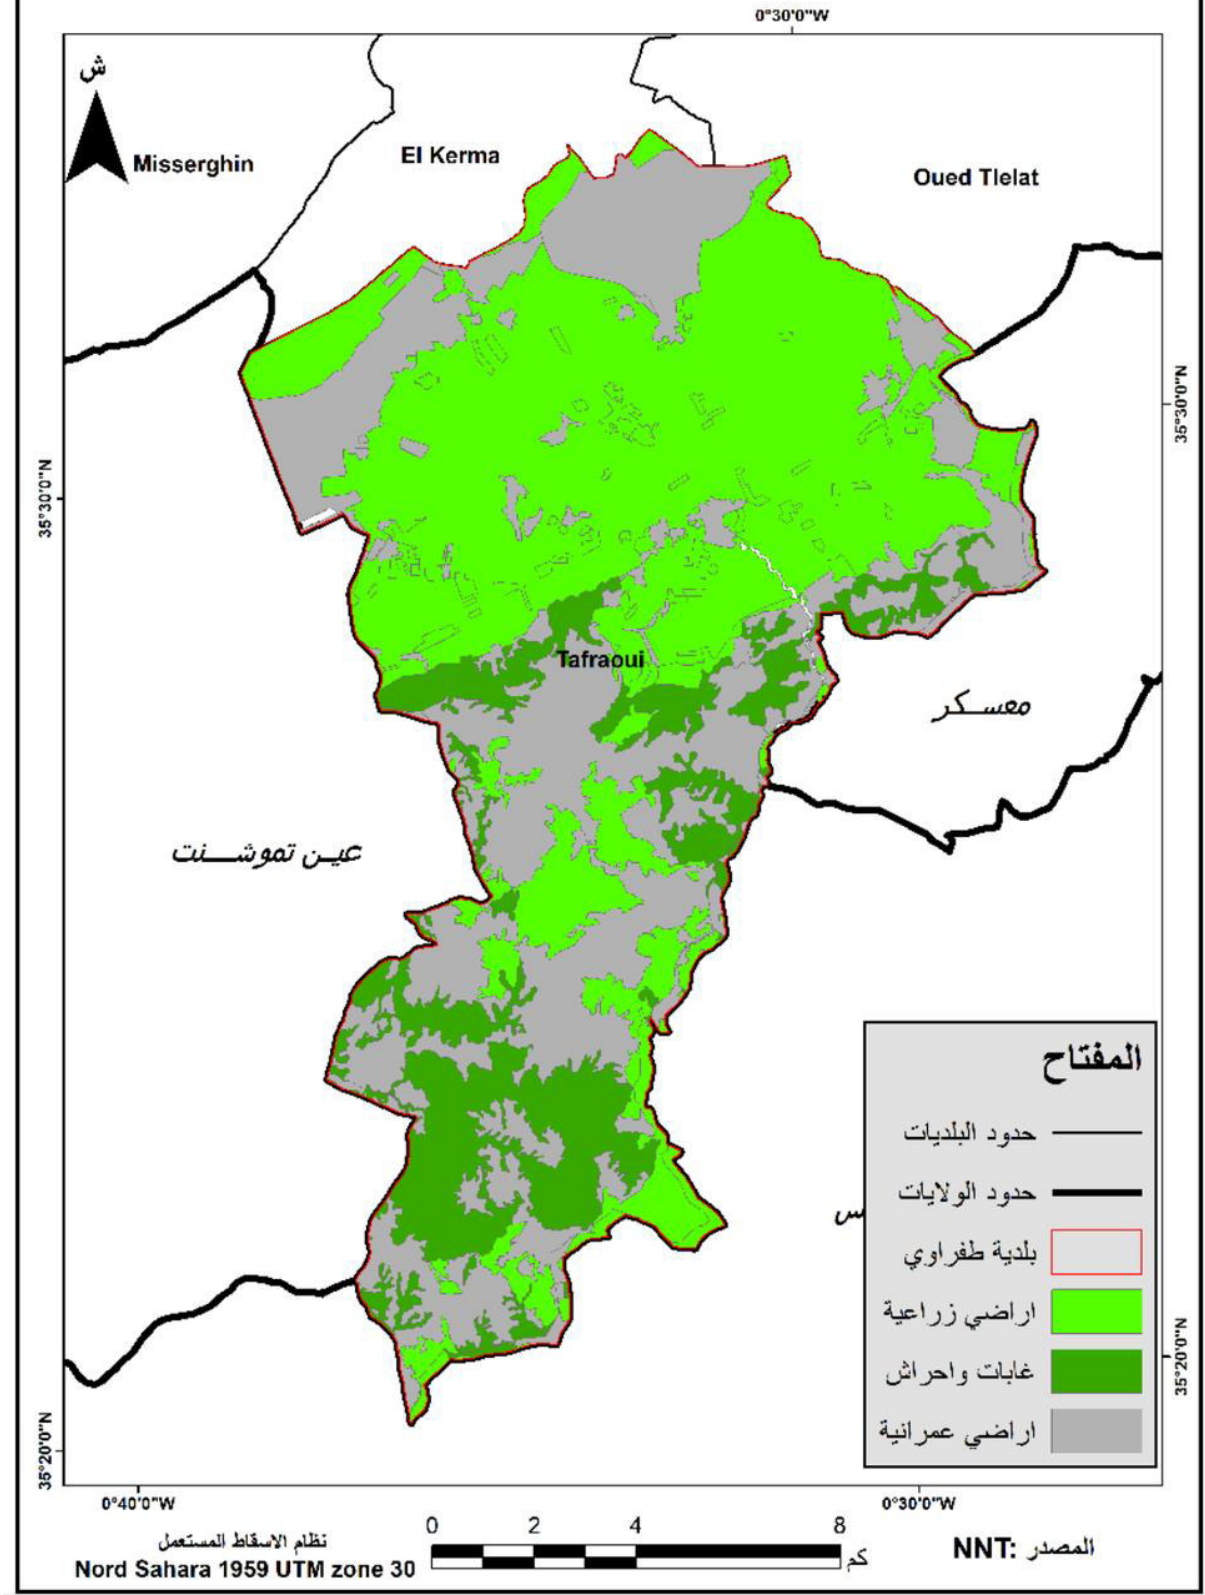 0°30'0"W
ش
Misserghin
El Kerma
Oued Tlelat
35°30'0"N
35°30'0"N
Tafraoui
معسكر
عين تموشنت
المفتاح
حدود البلديات
حدود الولايات
س
بلدية طفراوي
اراضي زراعية
غابات واحراش
اراضي عمرانية
35°20'0"N
35°20'0"N
0°40'0"W
0°30'0"W
0 2 4 8
كم
نظام الاسقاط المستعمل
Nord Sahara 1959 UTM zone 30
المصدر :NNT